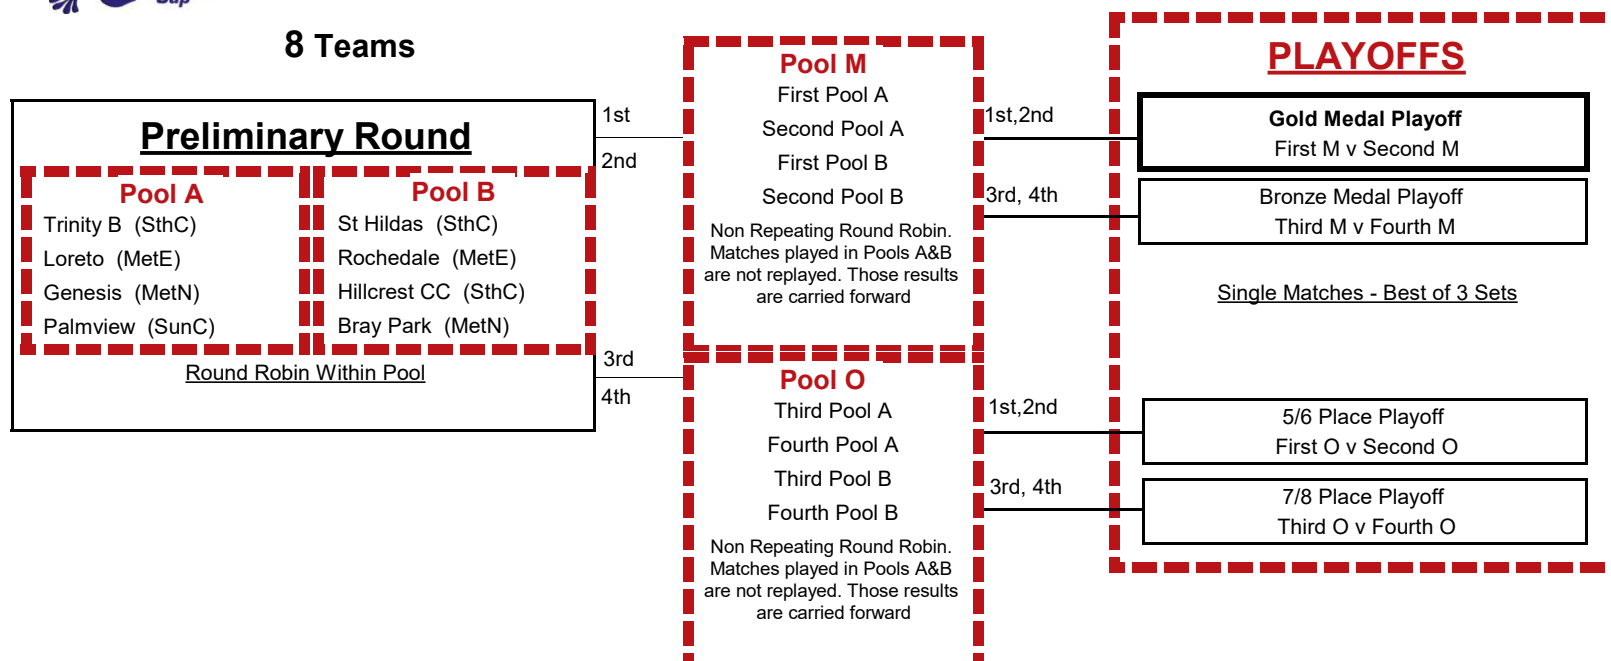 Cup
8 Teams
Preliminary Round
Pool A
Trinity B (SthC)
Loreto (MetE)
Genesis (MetN)
Palmview (SunC)
Pool B
St Hildas (SthC)
Rochedale (MetE)
Hillcrest CC (SthC)
Bray Park (MetN)
Round Robin Within Pool
1st
2nd
3rd
4th
Pool M
First Pool A
Second Pool A
First Pool B
Second Pool B
Non Repeating Round Robin.
Matches played in Pools A&B
are not replayed. Those results
are carried forward
Pool O
Third Pool A
Fourth Pool A
Third Pool B
Fourth Pool B
Non Repeating Round Robin.
Matches played in Pools A&B
are not replayed. Those results
are carried forward
1st,2nd
3rd, 4th
1st,2nd
3rd, 4th
PLAYOFFS
Gold Medal Playoff
First M v Second M
Bronze Medal Playoff
Third M v Fourth M
Single Matches - Best of 3 Sets
5/6 Place Playoff
First O v Second O
7/8 Place Playoff
Third O v Fourth O